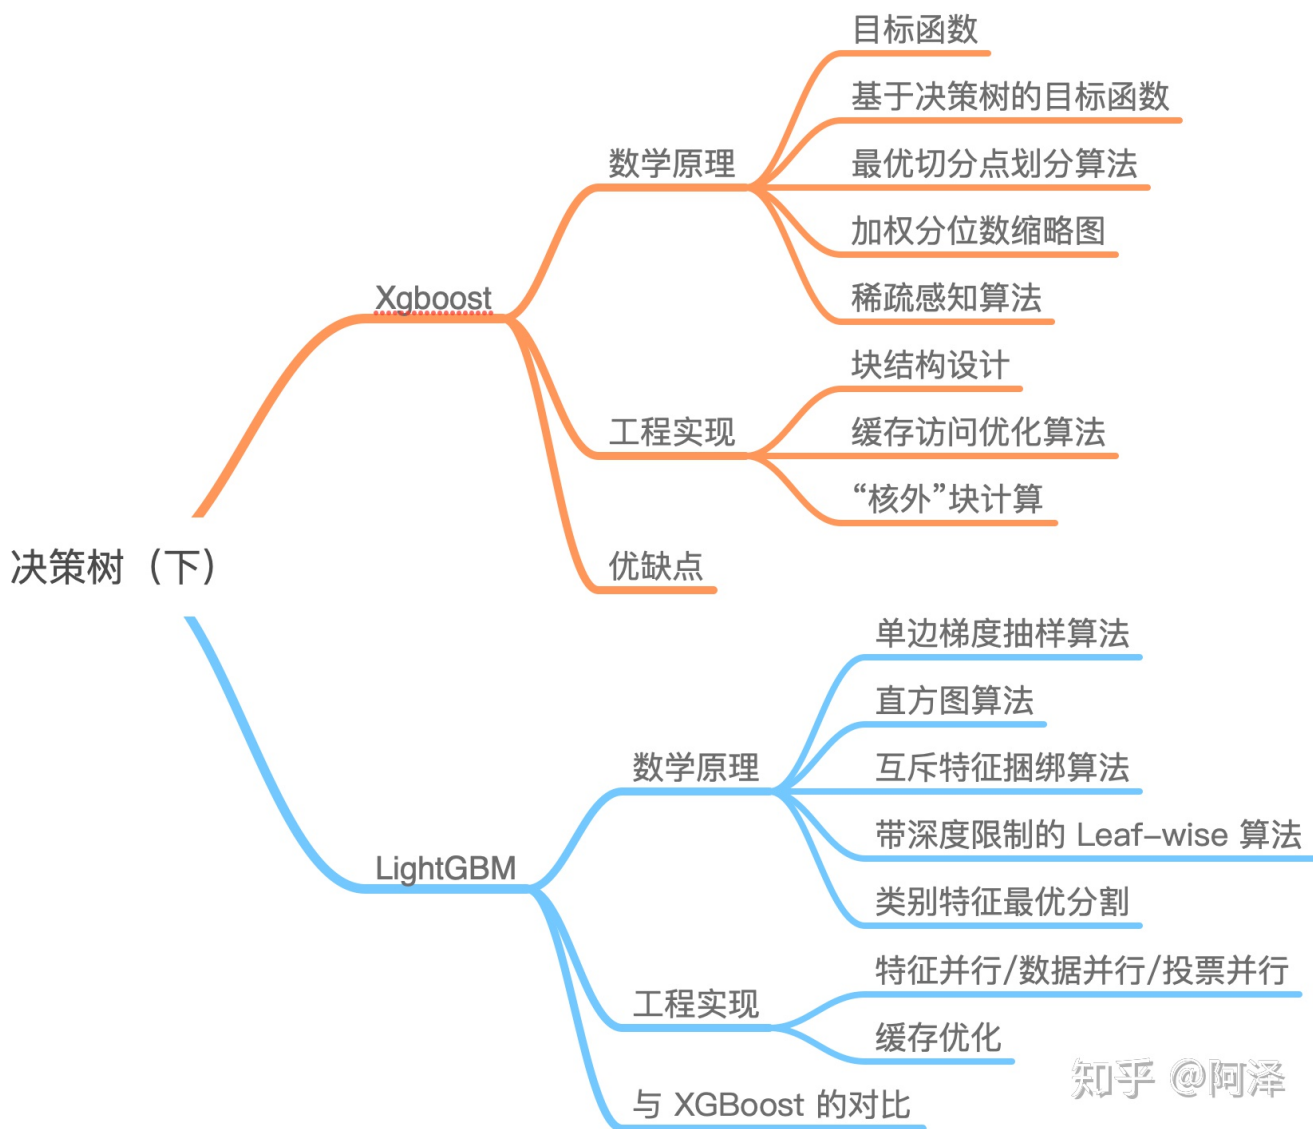 目标函数
基于决策树的目标函数
数学原理
最优切分点划分算法
加权分位数缩略图
Xgboost
稀疏感知算法
块结构设计
工程实现
缓存访问优化算法
“核外”块计算
决策树（下）
优缺点
单边梯度抽样算法
直方图算法
数学原理
互斥特征捆绑算法
带深度限制的 Leaf-wise 算法
LightGBM
类别特征最优分割
特征并行/数据并行/投票并行
工程实现
缓存优化
与 XGBoost 的对比
知乎 @阿泽